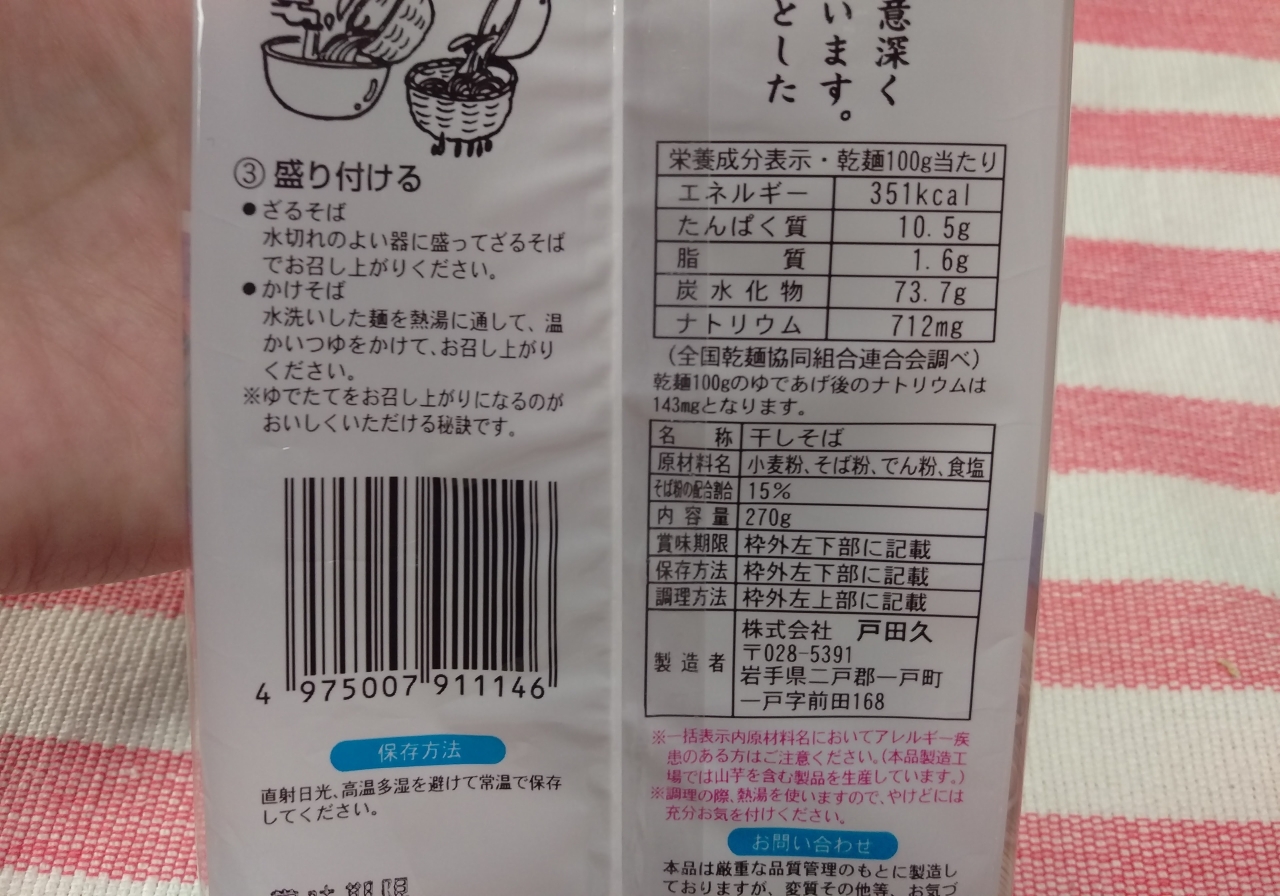 ③ 盛り付ける
●ざるそば
水切れのよい器に盛ってざるそば
でお召し上がりください。
●かけそば
水洗いした麺を熱湯に通して、温
かいつゆをかけて、お召し上がり
ください。
※ゆでたてをお召し上がりになるのが
おいしくいただける秘訣です。
4 975007 911146
保存方法
直射日光、高温多湿を避けて常温で保存
してください。
意深く
います。
とした
栄養成分表示・乾麺100g当たり
エネルギー 351kcal
たんぱく質 10.5g
脂質 1.6g
炭水化物 73.7g
ナトリウム 712mg
(全国乾麺協同組合連合会調べ)
乾麺100gのゆであげ後のナトリウムは
143mgとなります。
名称 干しそば
原材料名 小麦粉、そば粉、でん粉、食塩
そば粉の配合割合 15%
内容量 270g
賞味期限 枠外左下部に記載
保存方法 枠外左下部に記載
調理方法 枠外左上部に記載
製造者 株式会社 戸田久
〒028-5391
岩手県二戸郡一戸町
一戸字前田168
※一括表示内原材料名においてアレルギー疾
患のある方はご注意ください。(本品製造工
場では山芋を含む製品を生産しています。)
※調理の際、熱湯を使いますので、やけどには
充分お気を付けください。
お問い合わせ
本品は厳重な品質管理のもとに製造し
ておりますが、変質その他等、お気づ